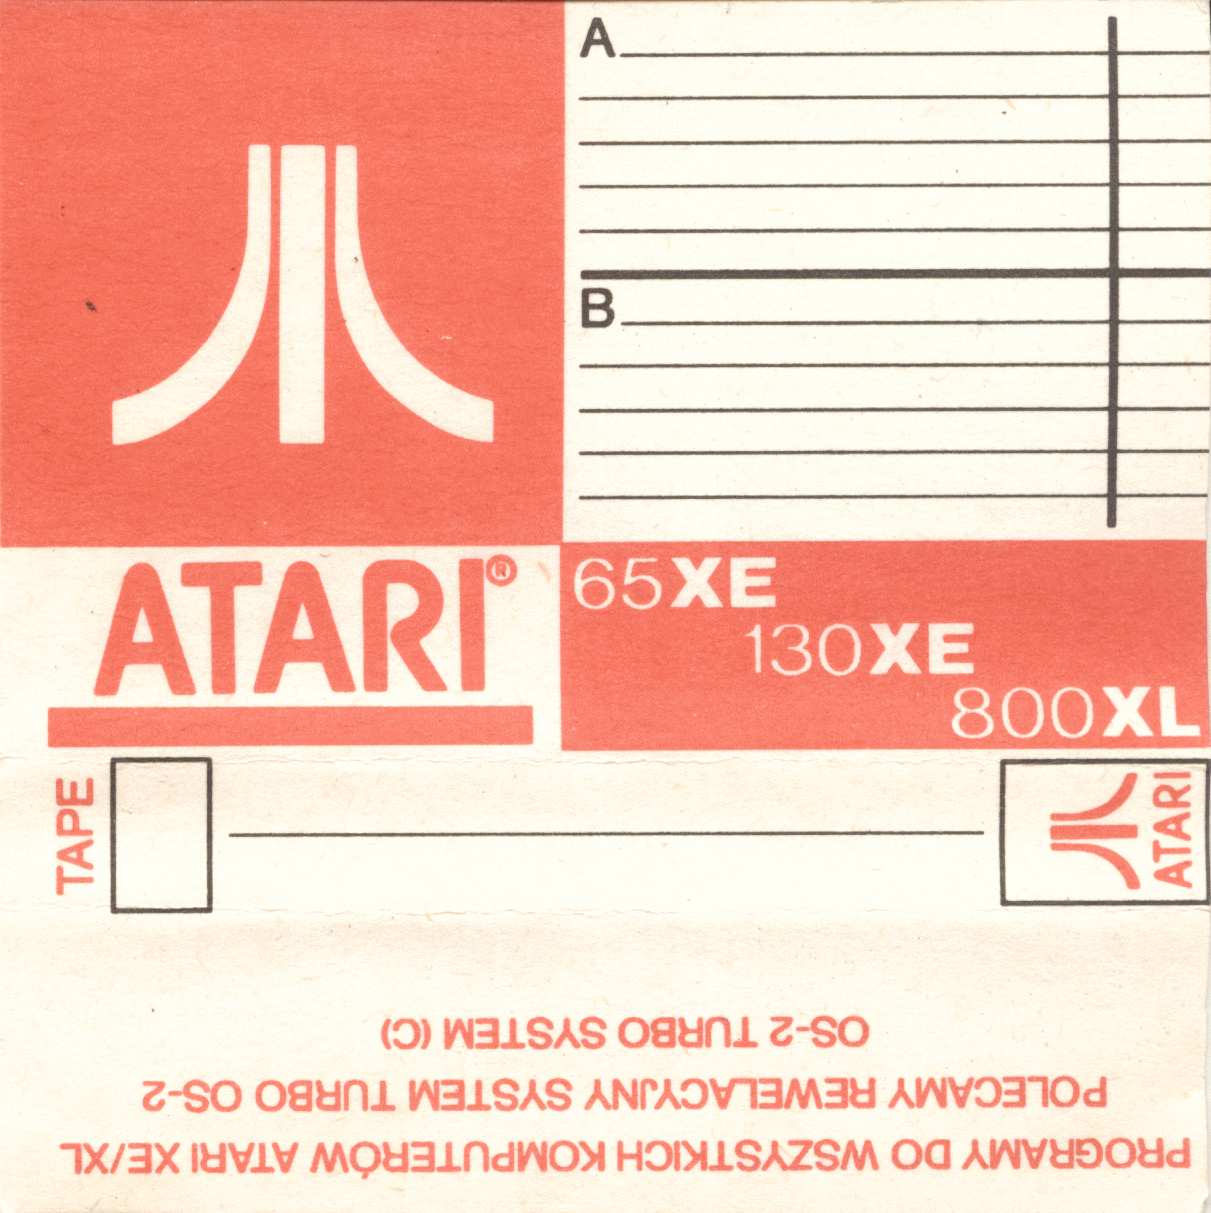 A
B
ATARI®
65XE
130XE
800XL
TAPE
ATARI
PROGRAMY DO WSZYSTKICH KOMPUTERÓW ATARI XE/XL
POLECAMY REWELACYJNY SYSTEM TURBO OS-2
OS-2 TURBO SYSTEM (C)